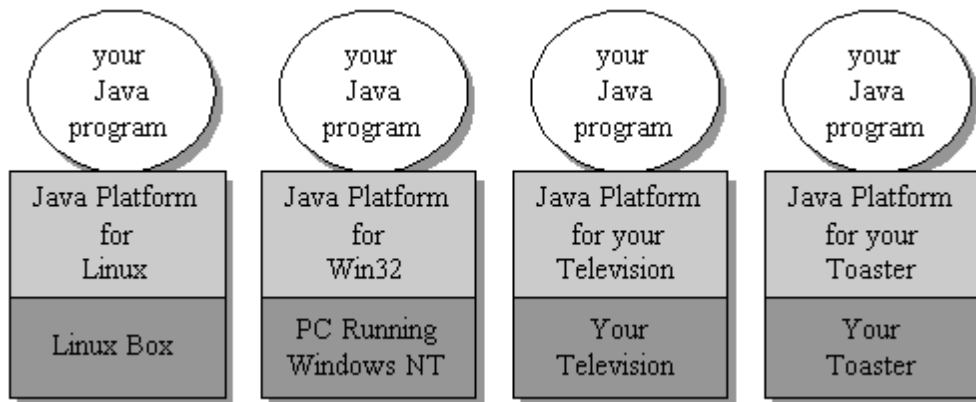 your
Java
program
your
Java
program
your
Java
program
your
Java
program
Java Platform
for
Linux
Java Platform
for
Win32
Java Platform
for your
Television
Java Platform
for your
Toaster
Linux Box
PC Running
Windows NT
Your
Television
Your
Toaster